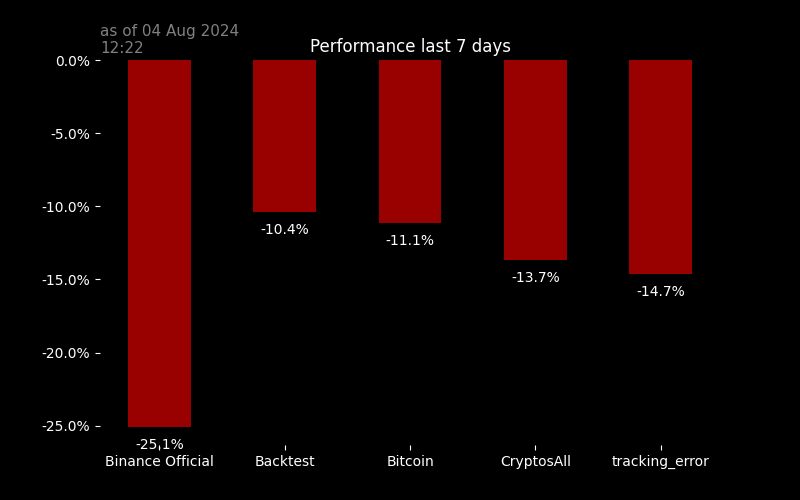 as of 04 Aug 2024
12:22
Performance last 7 days
0.0%
-5.0%
-10.0%
-15.0%
-20.0%
-25.0%
-25.1%
-10.4%
-11.1%
-13.7%
-14.7%
Binance Official
Backtest
Bitcoin
CryptosAll
tracking_error